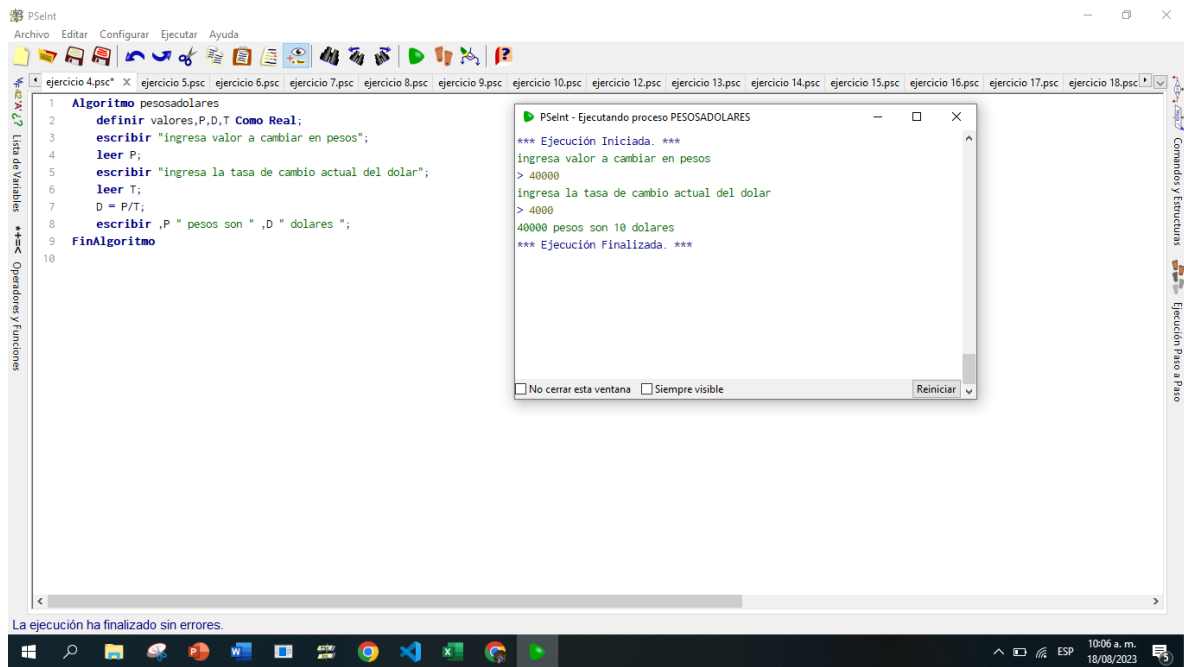 PSeInt
Archivo Editar Configurar Ejecutar Ayuda
ejercicio 4.psc* X ejercicio 5.psc ejercicio 6.psc ejercicio 7.psc ejercicio 8.psc ejercicio 9.psc ejercicio 10.psc ejercicio 12.psc ejercicio 13.psc ejercicio 14.psc ejercicio 15.psc ejercicio 16.psc ejercicio 17.psc ejercicio 18.psc
Lista de Variables
*+=< Operadores y Funciones
1 Algoritmo pesosadolares
2 definir valores,P,D,T Como Real;
3 escribir "ingresa valor a cambiar en pesos";
4 leer P;
5 escribir "ingresa la tasa de cambio actual del dolar";
6 leer T;
7 D = P/T;
8 escribir ,P " pesos son " ,D " dolares ";
9 FinAlgoritmo
10
PSeInt - Ejecutando proceso PESOSADOLARES
*** Ejecución Iniciada. ***
ingresa valor a cambiar en pesos
> 40000
ingresa la tasa de cambio actual del dolar
> 4000
40000 pesos son 10 dolares
*** Ejecución Finalizada. ***
No cerrar esta ventana Siempre visible Reiniciar
Comandos y Estructuras
Ejecución Paso a Paso
La ejecución ha finalizado sin errores.
ESP
10:06 a. m.
18/08/2023
5